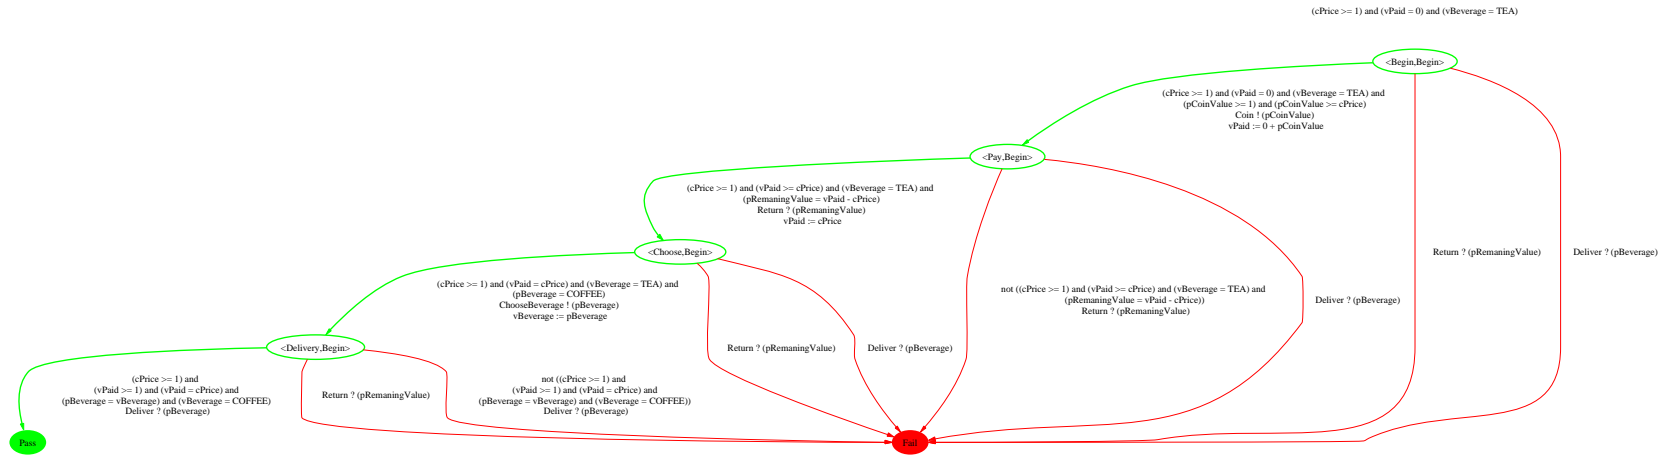 (cPrice >= 1) and (vPaid = 0) and (vBeverage = TEA)
<Begin,Begin>
(cPrice >= 1) and (vPaid = 0) and (vBeverage = TEA) and
(pCoinValue >= 1) and (pCoinValue >= cPrice)
Coin ! (pCoinValue)
vPaid := 0 + pCoinValue
<Pay,Begin>
(cPrice >= 1) and (vPaid >= cPrice) and (vBeverage = TEA) and
(pRemaningValue = vPaid - cPrice)
Return ? (pRemaningValue)
vPaid := cPrice
<Choose,Begin>
Return ? (pRemaningValue)
Deliver ? (pBeverage)
(cPrice >= 1) and (vPaid = cPrice) and (vBeverage = TEA) and
(pBeverage = COFFEE)
ChooseBeverage ! (pBeverage)
vBeverage := pBeverage
not ((cPrice >= 1) and (vPaid >= cPrice) and (vBeverage = TEA) and
(pRemaningValue = vPaid - cPrice))
Return ? (pRemaningValue)
Deliver ? (pBeverage)
<Delivery,Begin>
Return ? (pRemaningValue)
Deliver ? (pBeverage)
(cPrice >= 1) and
(vPaid >= 1) and (vPaid = cPrice) and
(pBeverage = vBeverage) and (vBeverage = COFFEE)
Deliver ? (pBeverage)
Return ? (pRemaningValue)
not ((cPrice >= 1) and
(vPaid >= 1) and (vPaid = cPrice) and
(pBeverage = vBeverage) and (vBeverage = COFFEE))
Deliver ? (pBeverage)
Pass
Fail